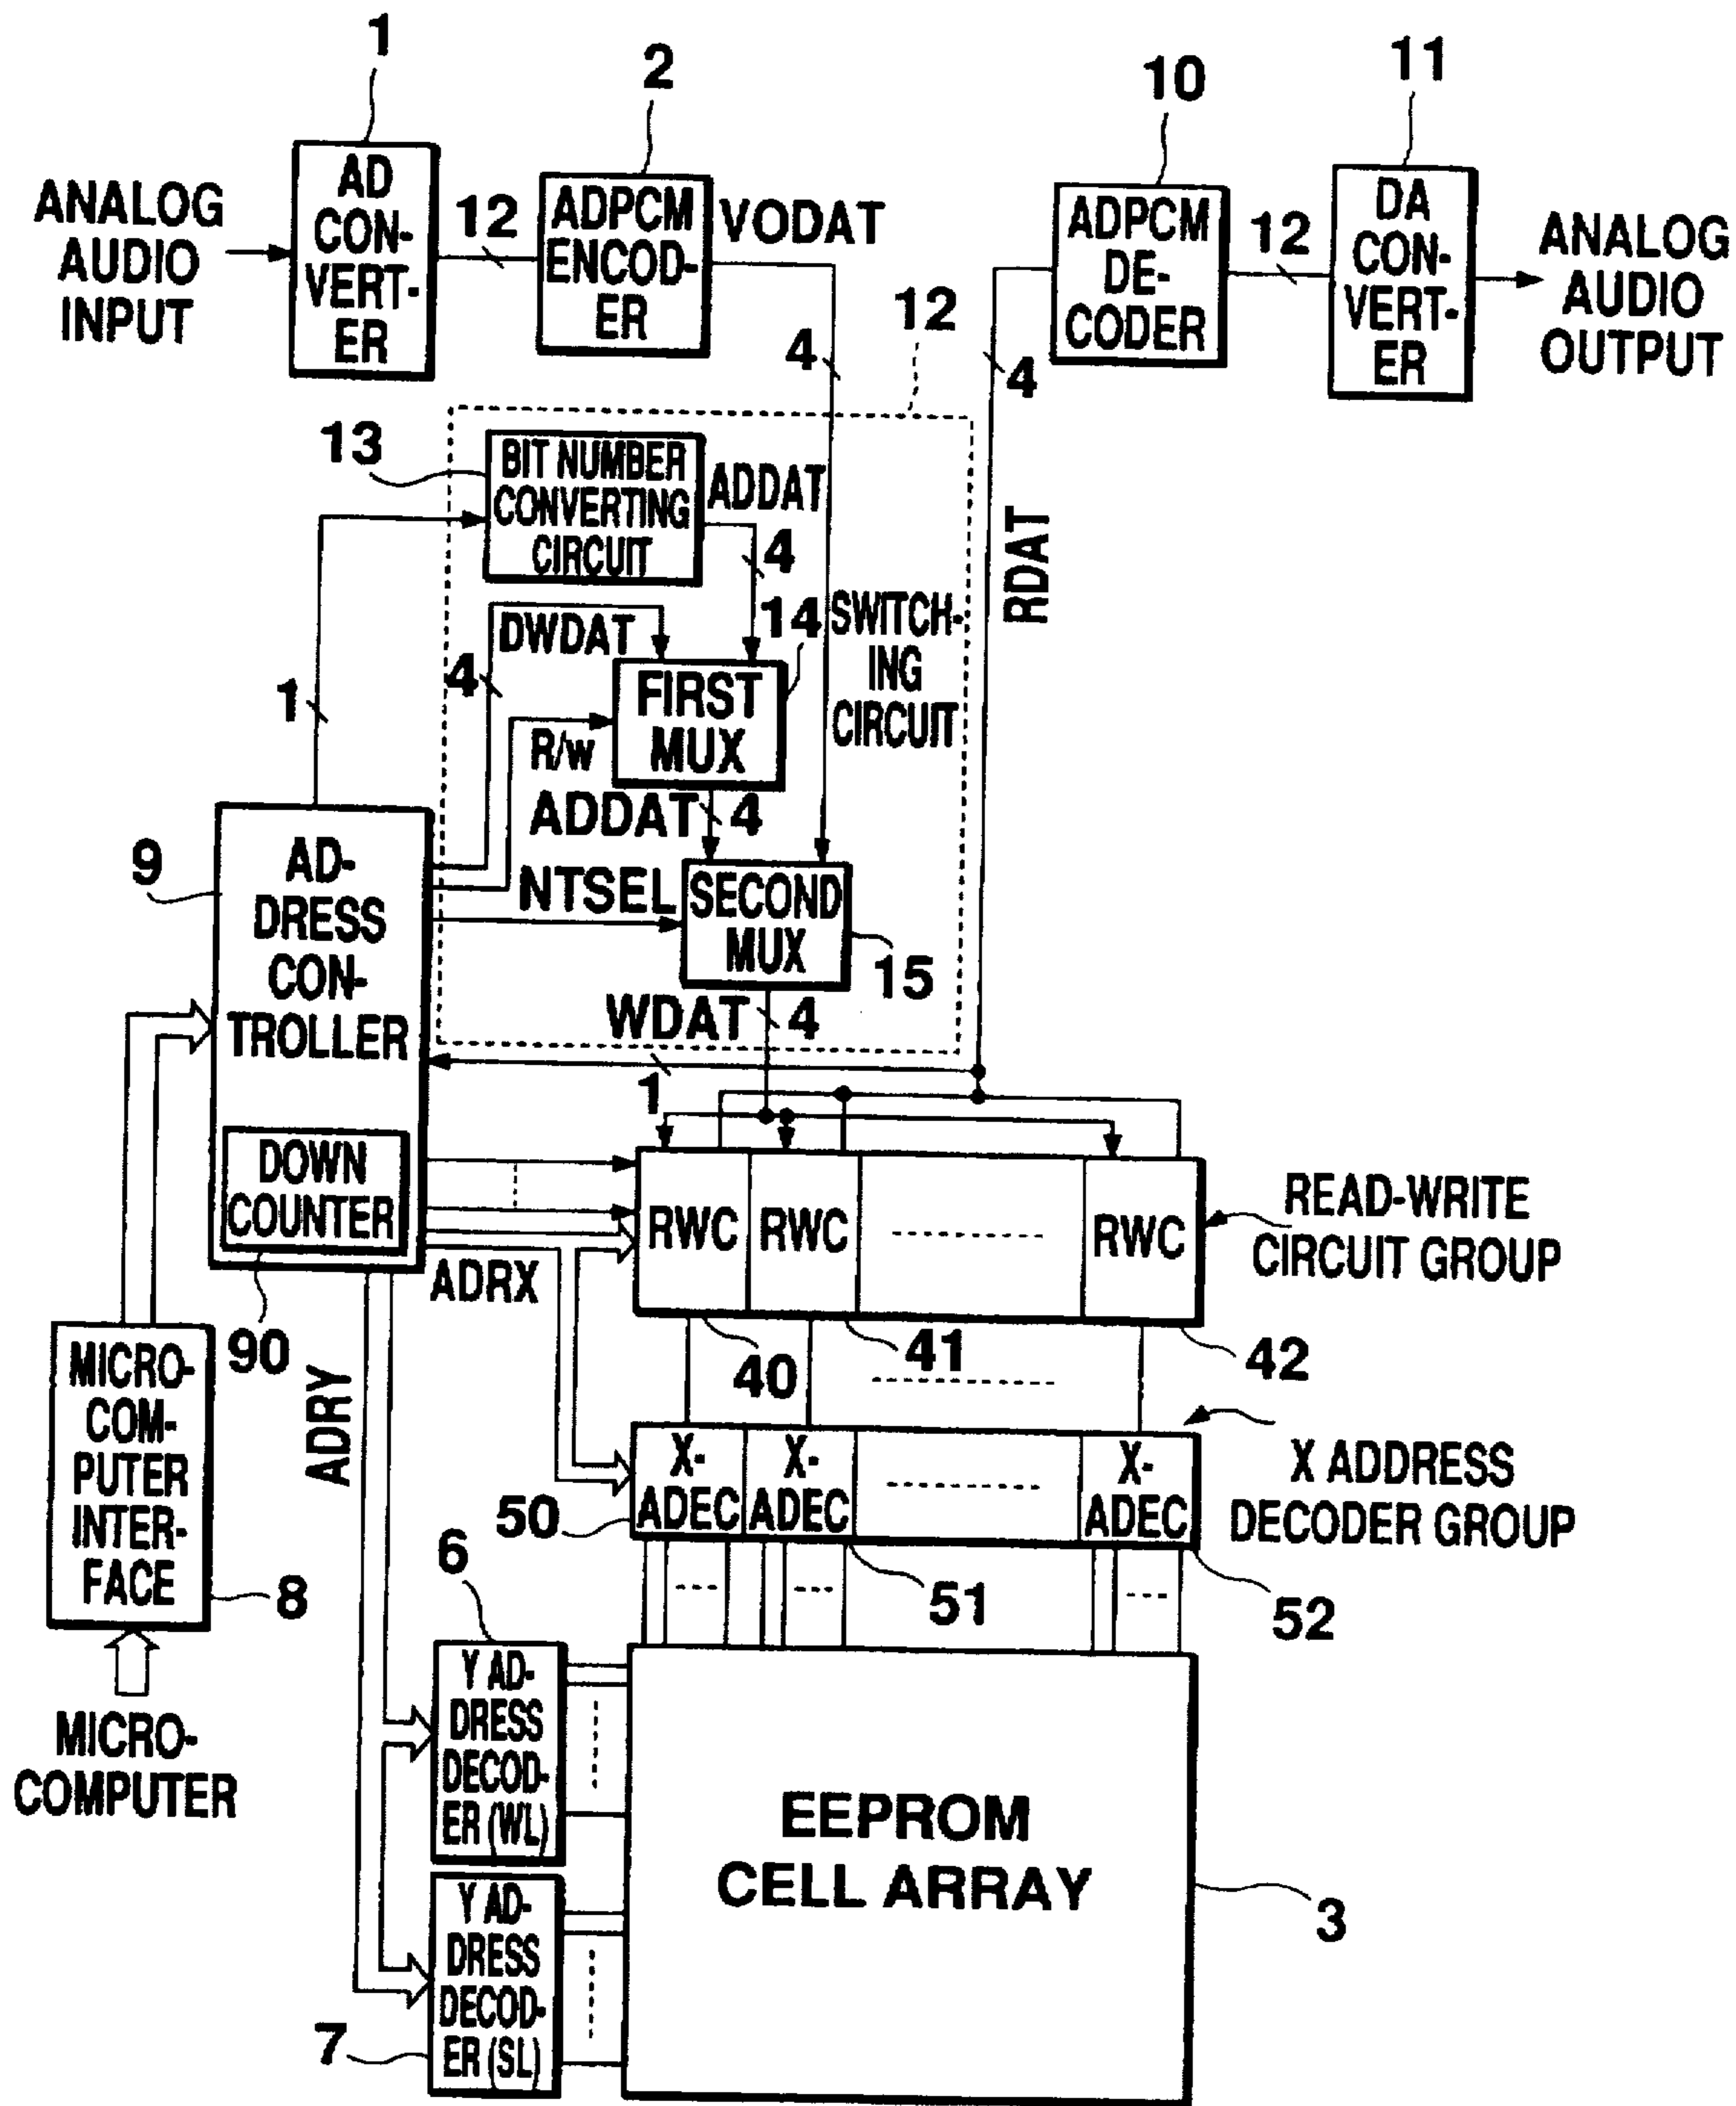 1
2
10
11
ANALOG
AUDIO
INPUT
AD
CON-
VERT-
ER
12
ADPCM
ENCOD-
ER
VODAT
4
12
ADPCM
DE-
CODER
4
12
DA
CON-
VERT-
ER
ANALOG
AUDIO
OUTPUT
13
BIT NUMBER
CONVERTING
CIRCUIT
ADDAT
4
RDAT
DWDAT
4
14
SWITCH-
ING
CIRCUIT
1
FIRST
MUX
R/w
ADDAT
4
9
AD-
DRESS
CON-
TROLLER
NTSEL
SECOND
MUX
15
WDAT
4
1
DOWN
COUNTER
90
ADRX
RWC
RWC
RWC
READ-WRITE
CIRCUIT GROUP
40
41
42
MICRO-
COM-
PUTER
INTER-
FACE
8
ADRY
50
X-
ADEC
X-
ADEC
X-
ADEC
X ADDRESS
DECODER GROUP
51
52
MICRO-
COMPUTER
6
Y AD-
DRESS
DECOD-
ER (WL)
7
Y AD-
DRESS
DECOD-
ER (SL)
EEPROM
CELL ARRAY
3